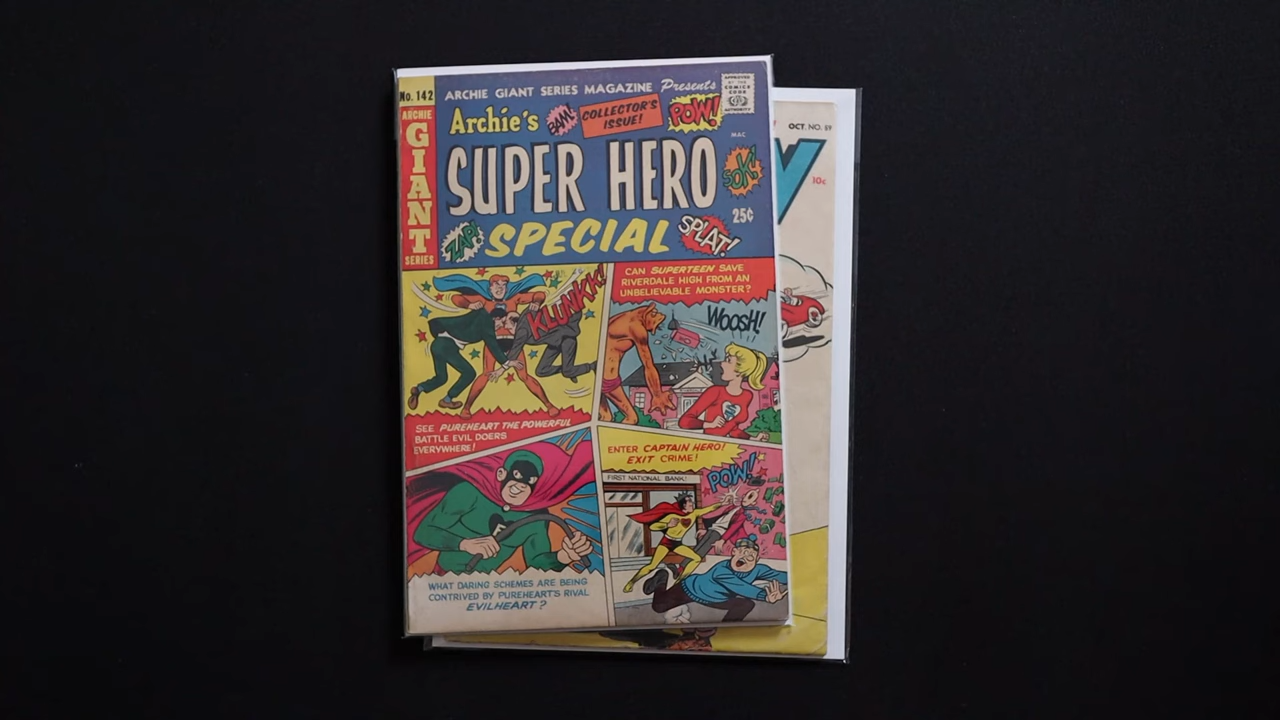 No. 142
ARCHIE GIANT SERIES MAGAZINE Presents
APPROVED
BY THE
COMICS
CODE
AUTHORITY
ARCHIE
GIANT
SERIES
Archie's
BAM!
COLLECTOR'S
ISSUE!
POW!
MAC
SUPER HERO
SOK!
25¢
ZAP!
SPECIAL
SPLAT!
OCT. NO. 89
Y
10c
KLUNKK!
SEE PUREHEART THE POWERFUL
BATTLE EVIL DOERS
EVERYWHERE!
CAN SUPERTEEN SAVE
RIVERDALE HIGH FROM AN
UNBELIEVABLE MONSTER?
WOOSH!
S
E
WHAT DARING SCHEMES ARE BEING
CONTRIVED BY PUREHEART'S RIVAL
EVILHEART?
ENTER CAPTAIN HERO!
EXIT CRIME!
FIRST NATIONAL BANK!
POW!